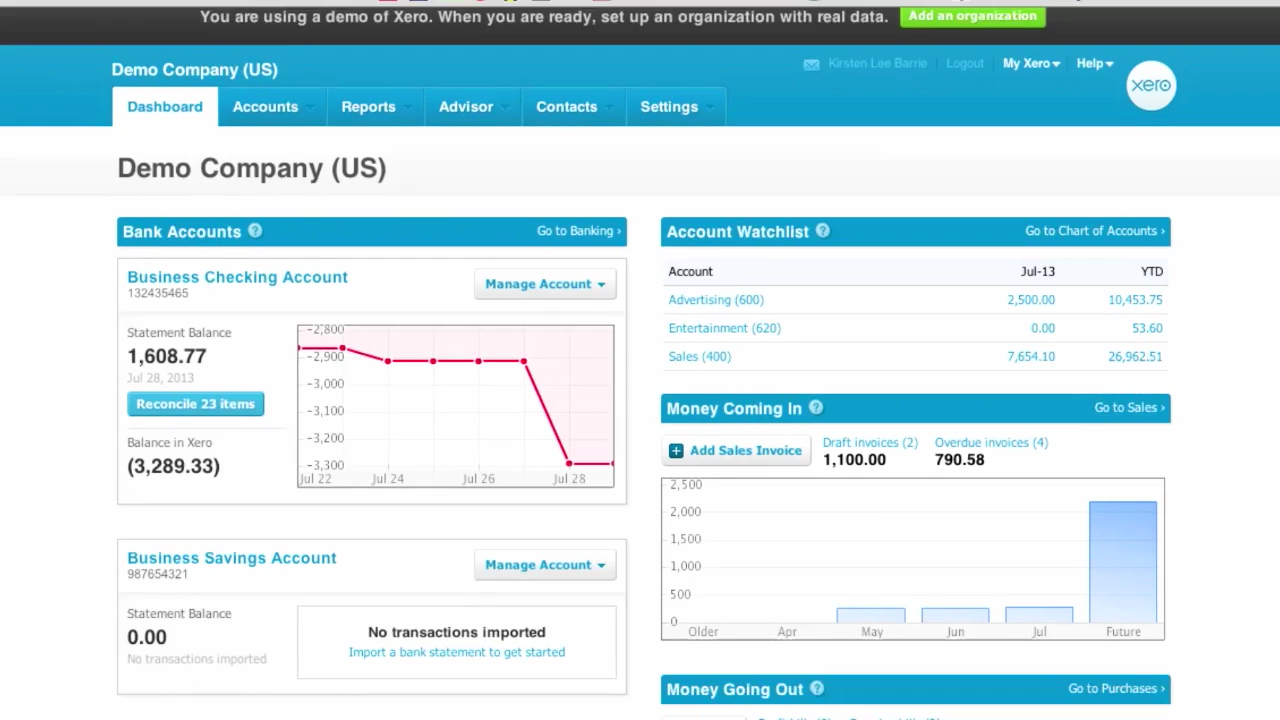 You are using a demo of Xero. When you are ready, set up an organization with real data.
Add an organization
Demo Company (US)
Kirsten Lee Barrie
Logout
My Xero
Help
xero
Dashboard
Accounts
Reports
Advisor
Contacts
Settings
Demo Company (US)
Bank Accounts ?
Go to Banking ›
Business Checking Account
132435465
Manage Account
Statement Balance
1,608.77
Jul 28, 2013
Reconcile 23 items
Balance in Xero
(3,289.33)
-2,800
-2,900
-3,000
-3,100
-3,200
-3,300
Jul 22 Jul 24 Jul 26 Jul 28
Business Savings Account
987654321
Manage Account
Statement Balance
0.00
No transactions imported
No transactions imported
Import a bank statement to get started
Account Watchlist ?
Go to Chart of Accounts ›
Account Jul-13 YTD
Advertising (600) 2,500.00 10,453.75
Entertainment (620) 0.00 53.60
Sales (400) 7,654.10 26,962.51
Money Coming In ?
Go to Sales ›
Add Sales Invoice
Draft invoices (2)
1,100.00
Overdue invoices (4)
790.58
2,500
2,000
1,500
1,000
500
0
Older Apr May Jun Jul Future
Money Going Out ?
Go to Purchases ›